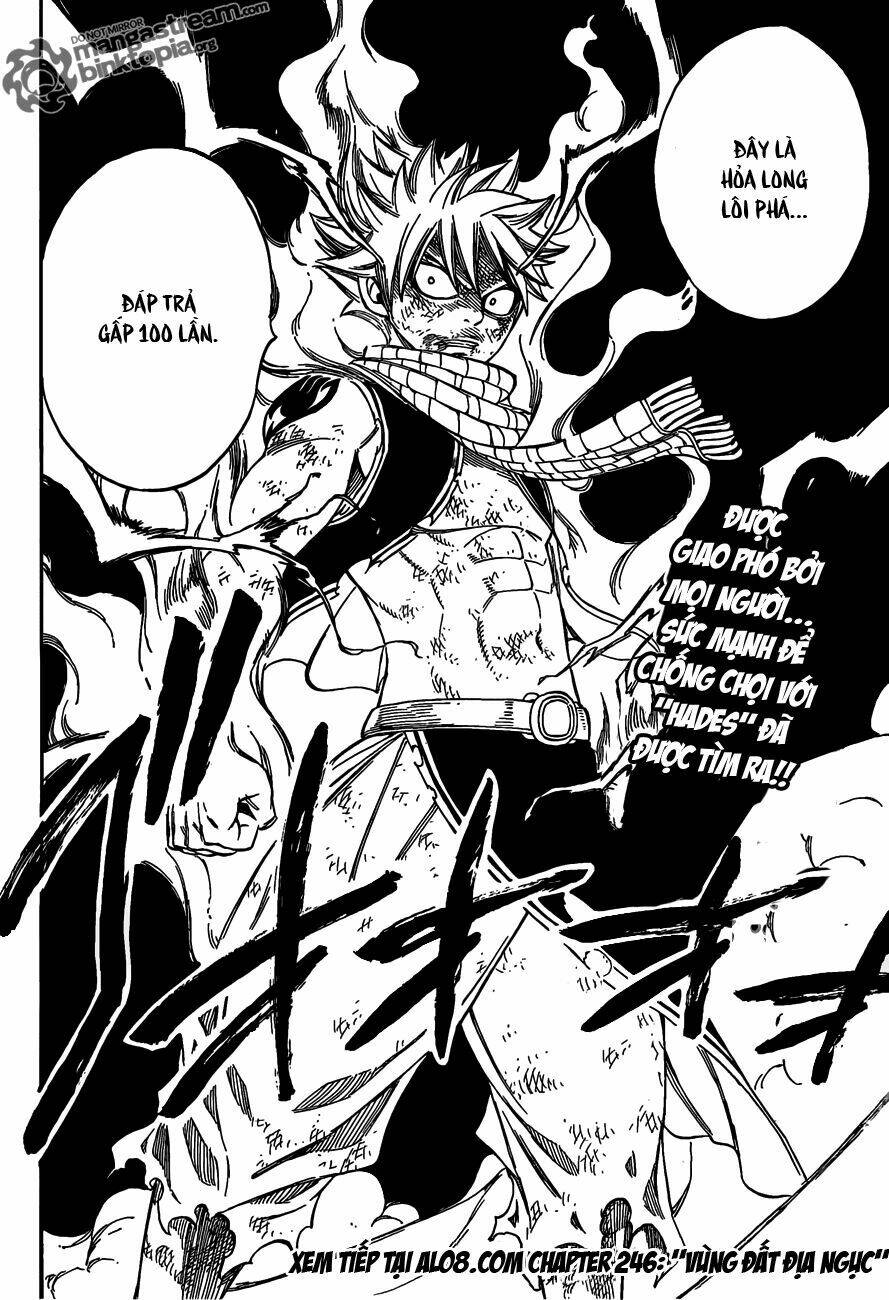 DO NOT MIRROR
mangastream.com
binktopia.org
ĐÂY LÀ
HỎA LONG
LÔI PHÁ...
ĐÁP TRẢ
GẤP 100 LẦN.
ĐƯỢC
GIAO PHÓ BỞI
MỌI NGƯỜI...
SỨC MẠNH ĐỂ
CHỐNG CHỌI VỚI
"HADES" ĐÃ
ĐƯỢC TÌM RA!!
XEM TIẾP TẠI ALO8.COM CHAPTER 246: "VÙNG ĐẤT ĐỊA NGỤC"